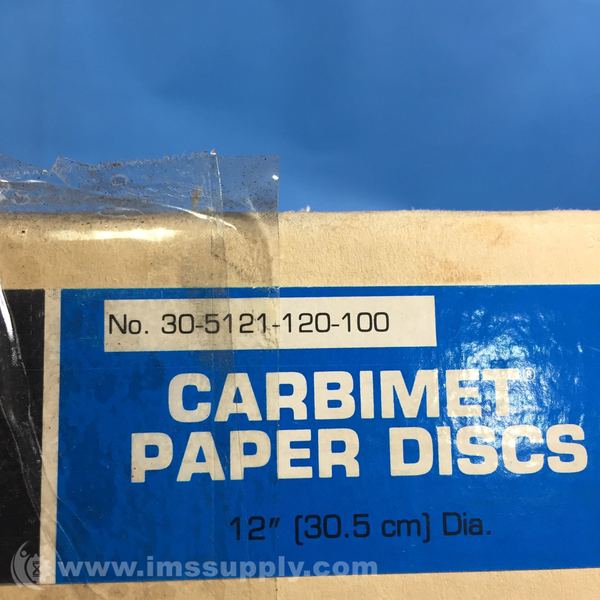 No. 30-5121-120-100
CARBIMET®
PAPER DISCS
12" (30.5 cm) Dia.
© www.imssupply.com